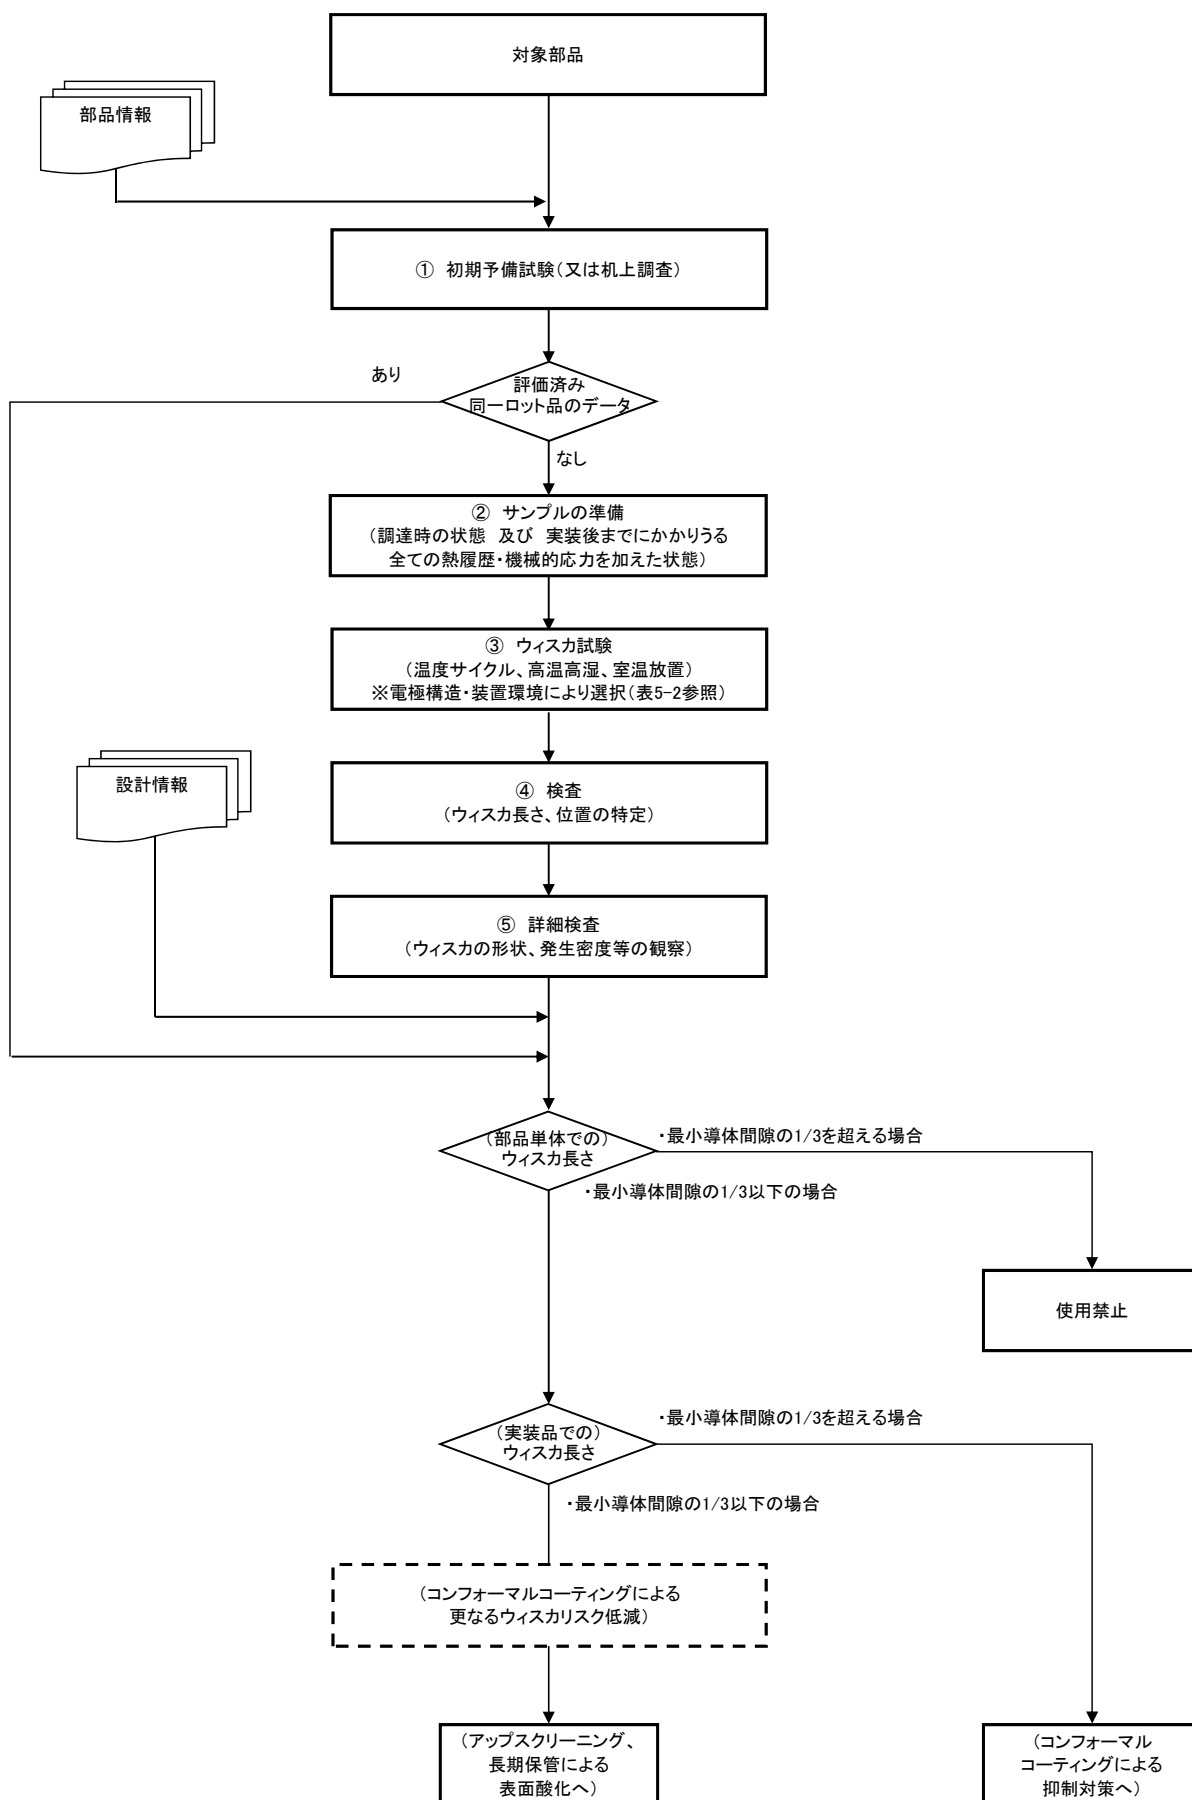 対象部品
部品情報
① 初期予備試験(又は机上調査)
あり
評価済み
同一ロット品のデータ
なし
② サンプルの準備
(調達時の状態 及び 実装後までにかかりうる
全ての熱履歴・機械的応力を加えた状態)
③ ウィスカ試験
(温度サイクル、高温高湿、室温放置)
※電極構造・装置環境により選択(表5-2参照)
設計情報
④ 検査
(ウィスカ長さ、位置の特定)
⑤ 詳細検査
(ウィスカの形状、発生密度等の観察)
(部品単体での)
ウィスカ長さ
・最小導体間隙の1/3を超える場合
・最小導体間隙の1/3以下の場合
使用禁止
(実装品での)
ウィスカ長さ
・最小導体間隙の1/3を超える場合
・最小導体間隙の1/3以下の場合
(コンフォーマルコーティングによる
更なるウィスカリスク低減)
(アップスクリーニング、
長期保管による
表面酸化へ)
(コンフォーマル
コーティングによる
抑制対策へ)